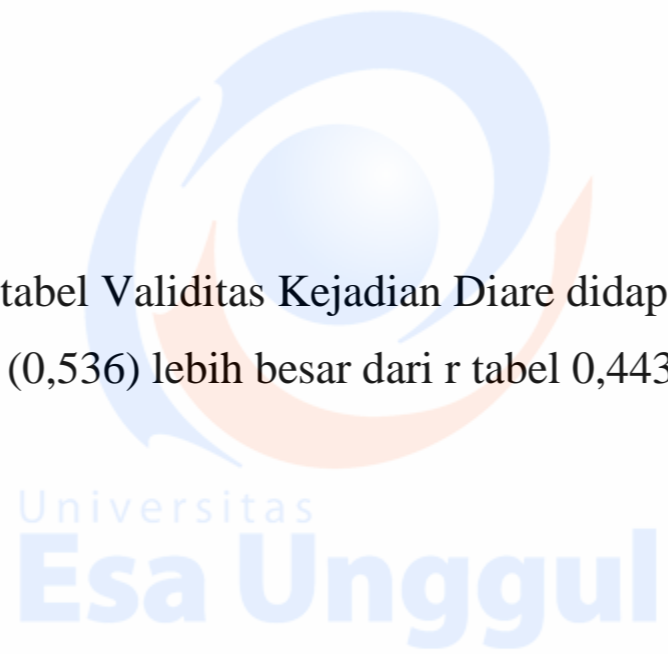 tabel Validitas Kejadian Diare didap
(0,536) lebih besar dari r tabel 0,443
Universitas
Esa Unggul